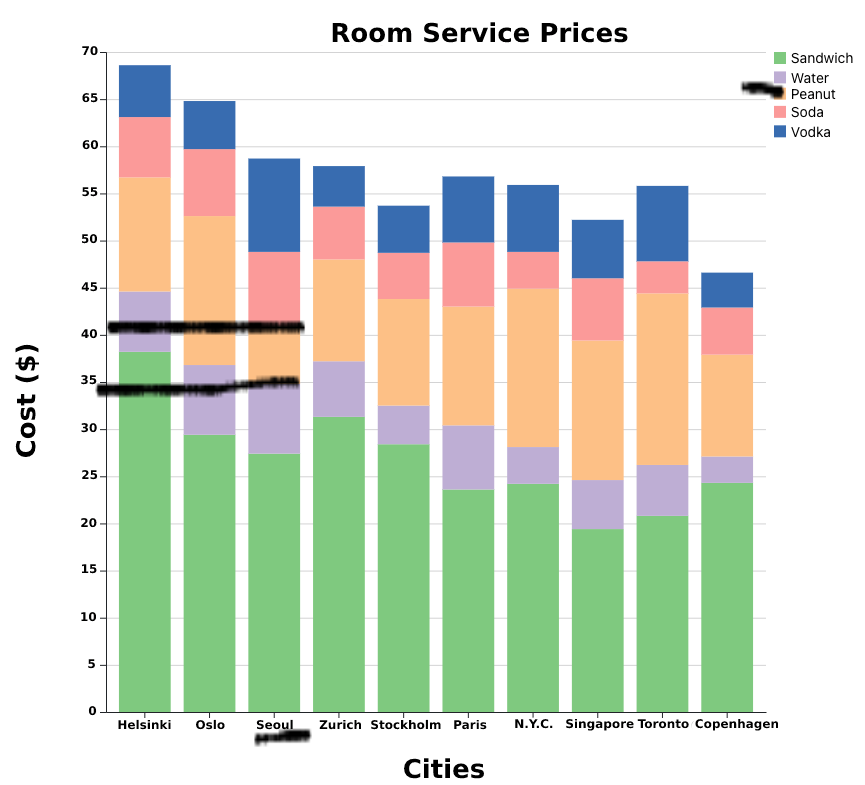 Room Service Prices
70
65
60
55
50
45
40
35
30
25
20
15
10
5
0
Cost ($)
Sandwich
Water
Peanut
Soda
Vodka
Helsinki Oslo Seoul Zurich Stockholm Paris N.Y.C. Singapore Toronto Copenhagen
Cities